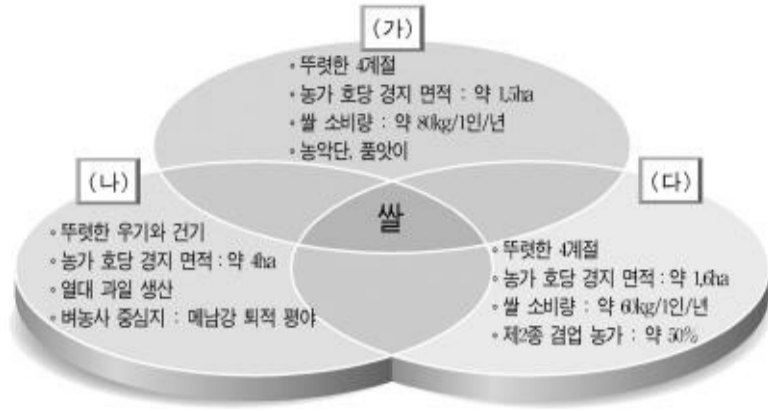 (가)
◦ 뚜렷한 4계절
◦ 농가 호당 경지 면적 : 약 1.5ha
◦ 쌀 소비량 : 약 80kg/1인/년
◦ 농악단, 품앗이
(나)
(다)
쌀
◦ 뚜렷한 우기와 건기
◦ 농가 호당 경지 면적 : 약 4ha
◦ 열대 과일 생산
◦ 벼농사 중심지 : 메남강 퇴적 평야
◦ 뚜렷한 4계절
◦ 농가 호당 경지 면적 : 약 1.6ha
◦ 쌀 소비량 : 약 60kg/1인/년
◦ 제2종 겸업 농가 : 약 50%